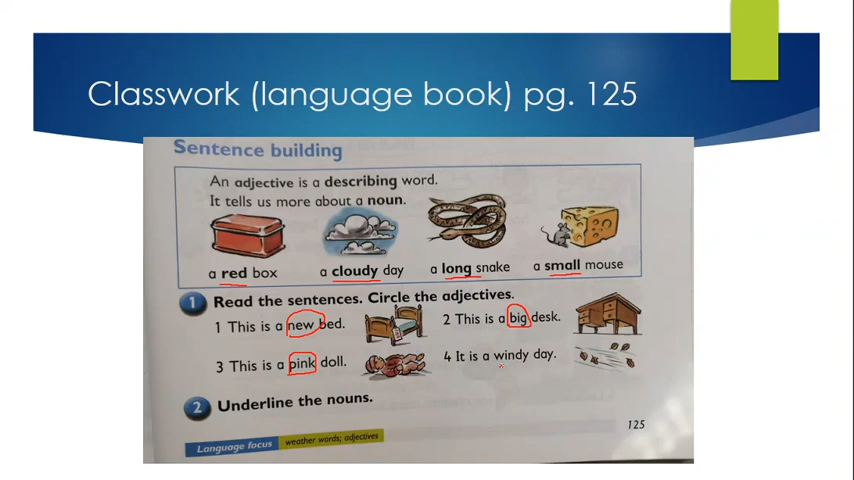 Classwork (language book) pg. 125
Sentence building
An adjective is a describing word.
It tells us more about a noun.
a red box a cloudy day a long snake a small mouse
1 Read the sentences. Circle the adjectives.
1 This is a new bed. 2 This is a big desk.
3 This is a pink doll. 4 It is a windy day.
2 Underline the nouns.
125
Language focus weather words; adjectives